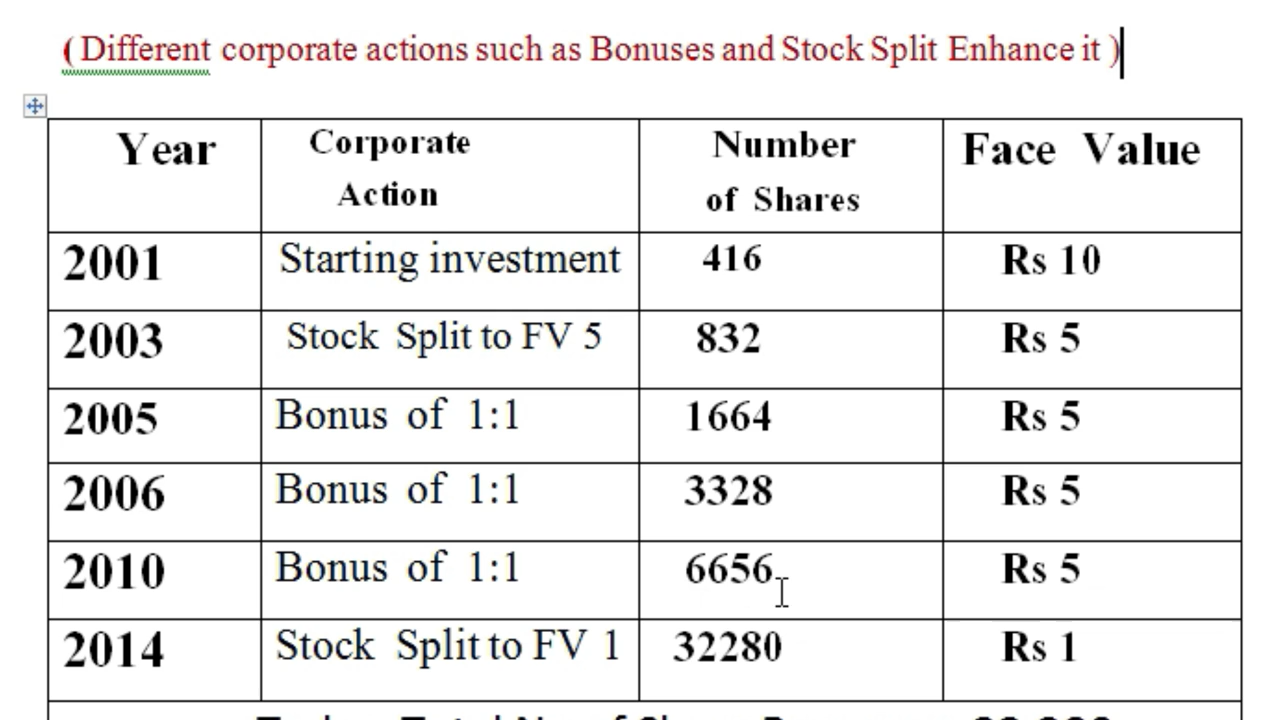 ( Different corporate actions such as Bonuses and Stock Split Enhance it )
Year Corporate Action Number of Shares Face Value
2001 Starting investment 416 Rs 10
2003 Stock Split to FV 5 832 Rs 5
2005 Bonus of 1:1 1664 Rs 5
2006 Bonus of 1:1 3328 Rs 5
2010 Bonus of 1:1 6656 Rs 5
2014 Stock Split to FV 1 32280 Rs 1